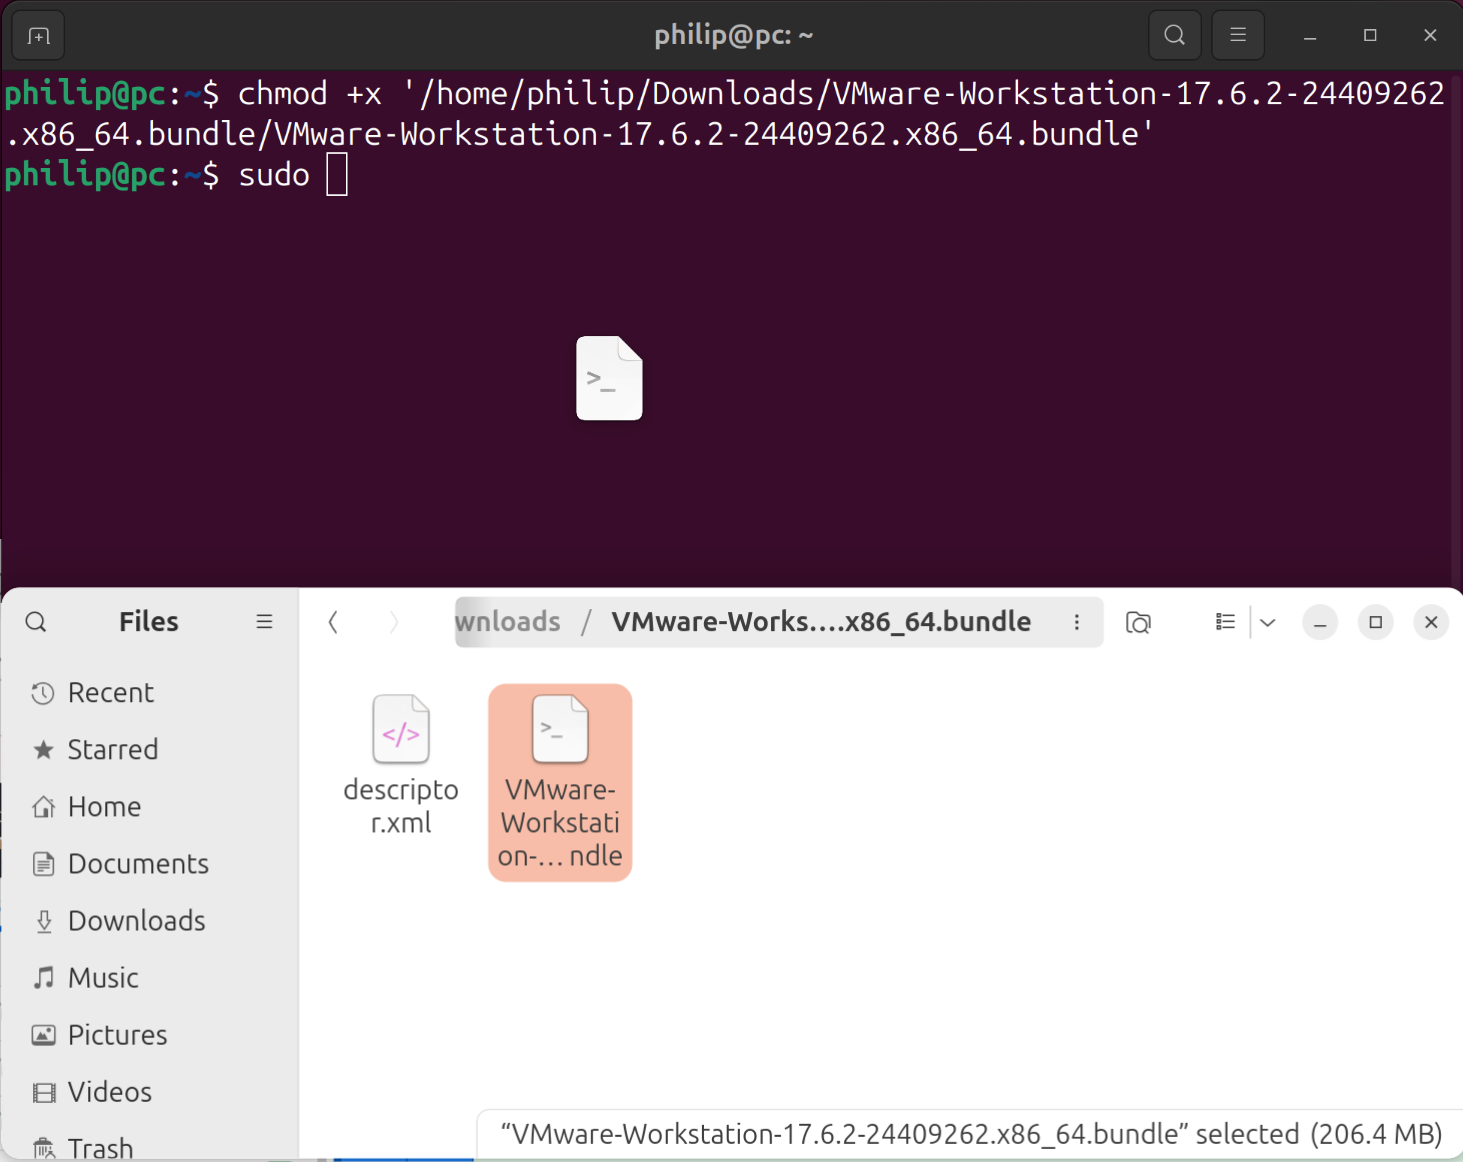 philip@pc: ~
philip@pc:~$ chmod +x '/home/philip/Downloads/VMware-Workstation-17.6.2-24409262
.x86_64.bundle/VMware-Workstation-17.6.2-24409262.x86_64.bundle'
philip@pc:~$ sudo
>_
Files
wnloads / VMware-Works....x86_64.bundle
Recent
Starred
Home
Documents
Downloads
Music
Pictures
Videos
Trash
</>
descripto
r.xml
>_
VMware-
Workstati
on-… ndle
“VMware-Workstation-17.6.2-24409262.x86_64.bundle” selected (206.4 MB)